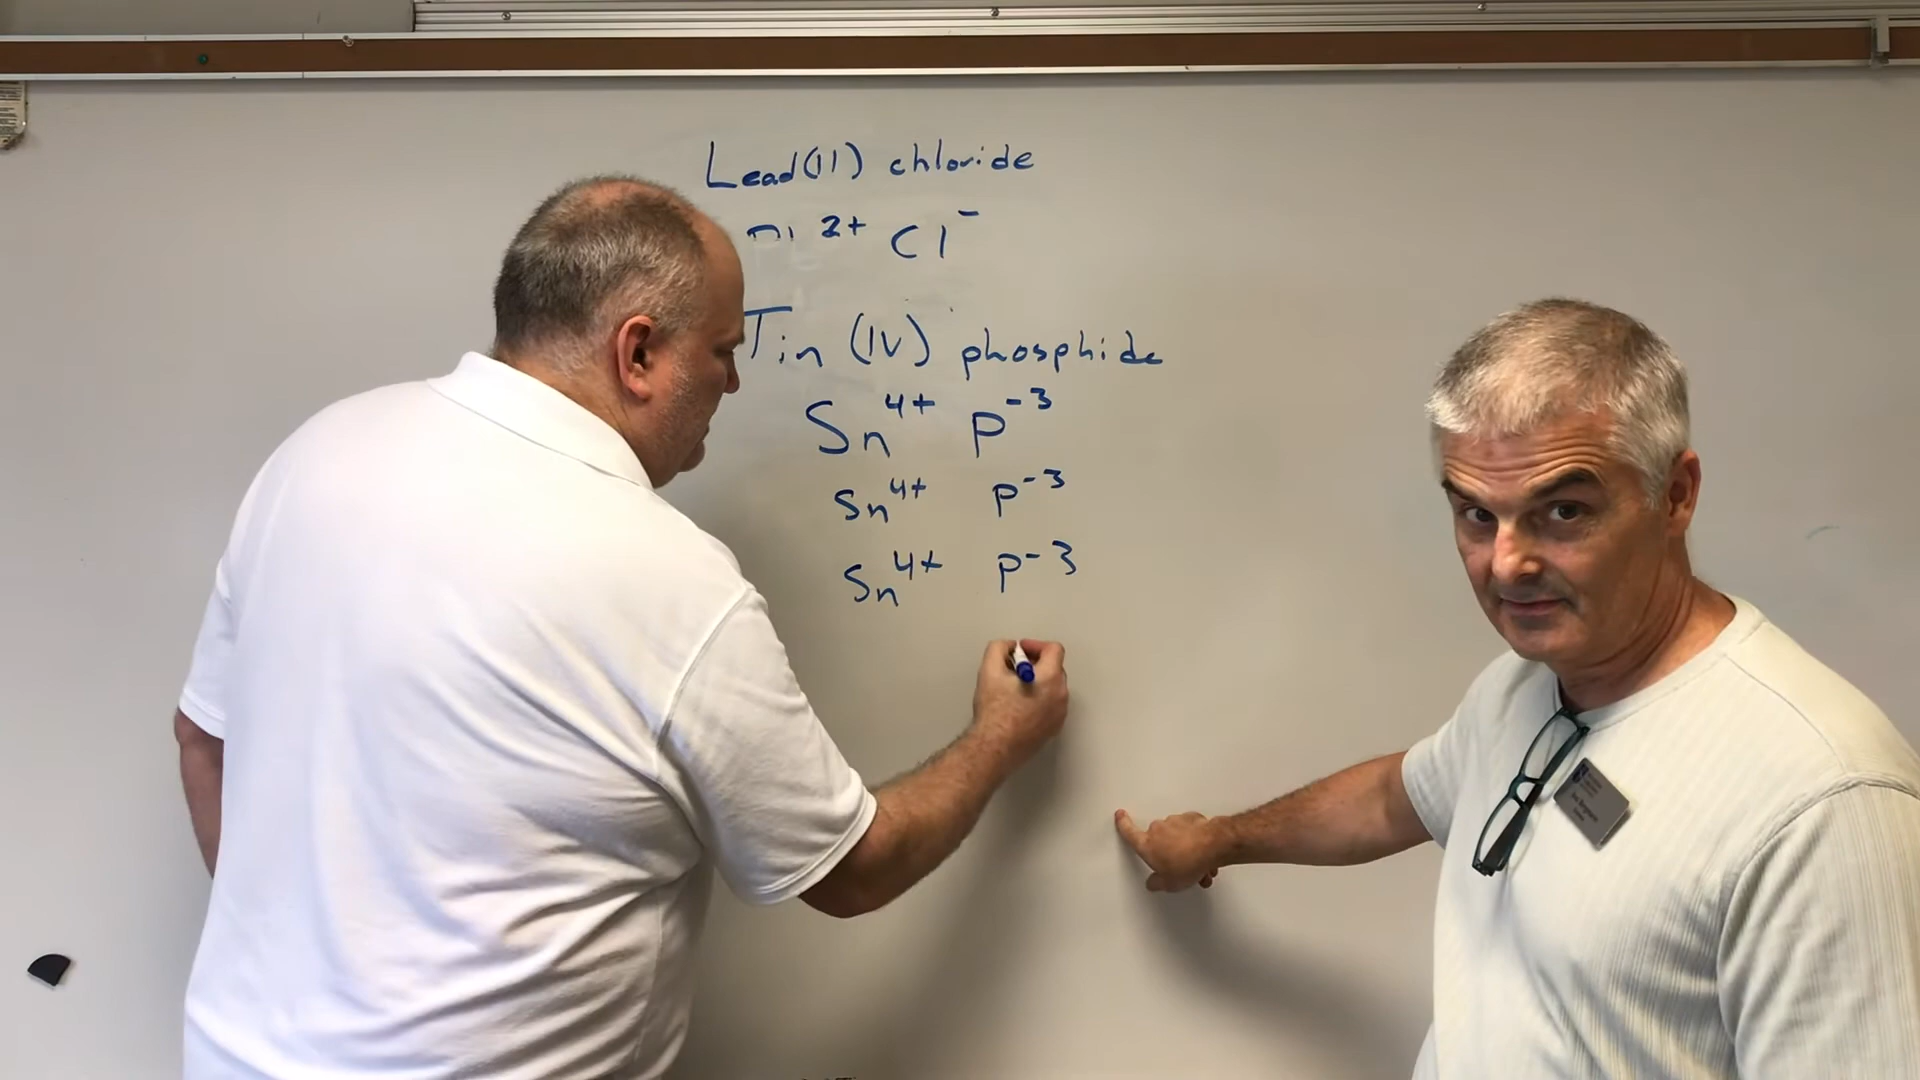 Lead(II) chloride
2+ Cl⁻
Tin (IV) phosphide
Sn⁴⁺ P⁻³
Sn⁴⁺ P⁻³
Sn⁴⁺ P⁻³